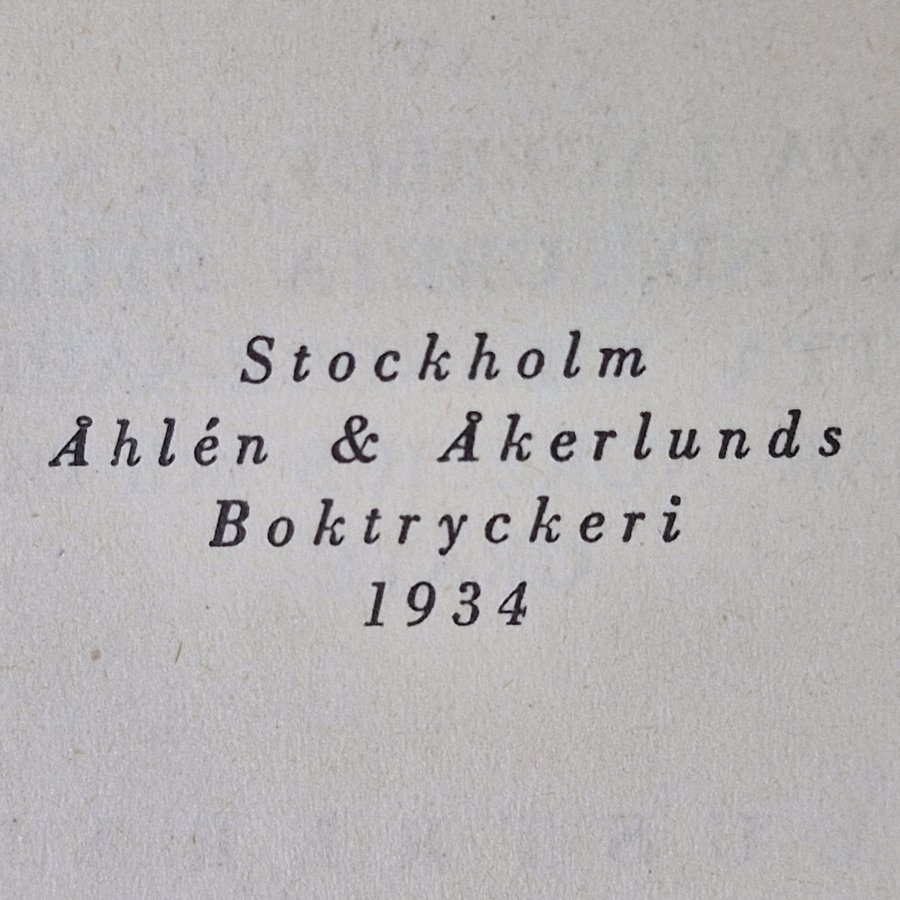 Stockholm
Åhlén & Åkerlunds
Boktryckeri
1934